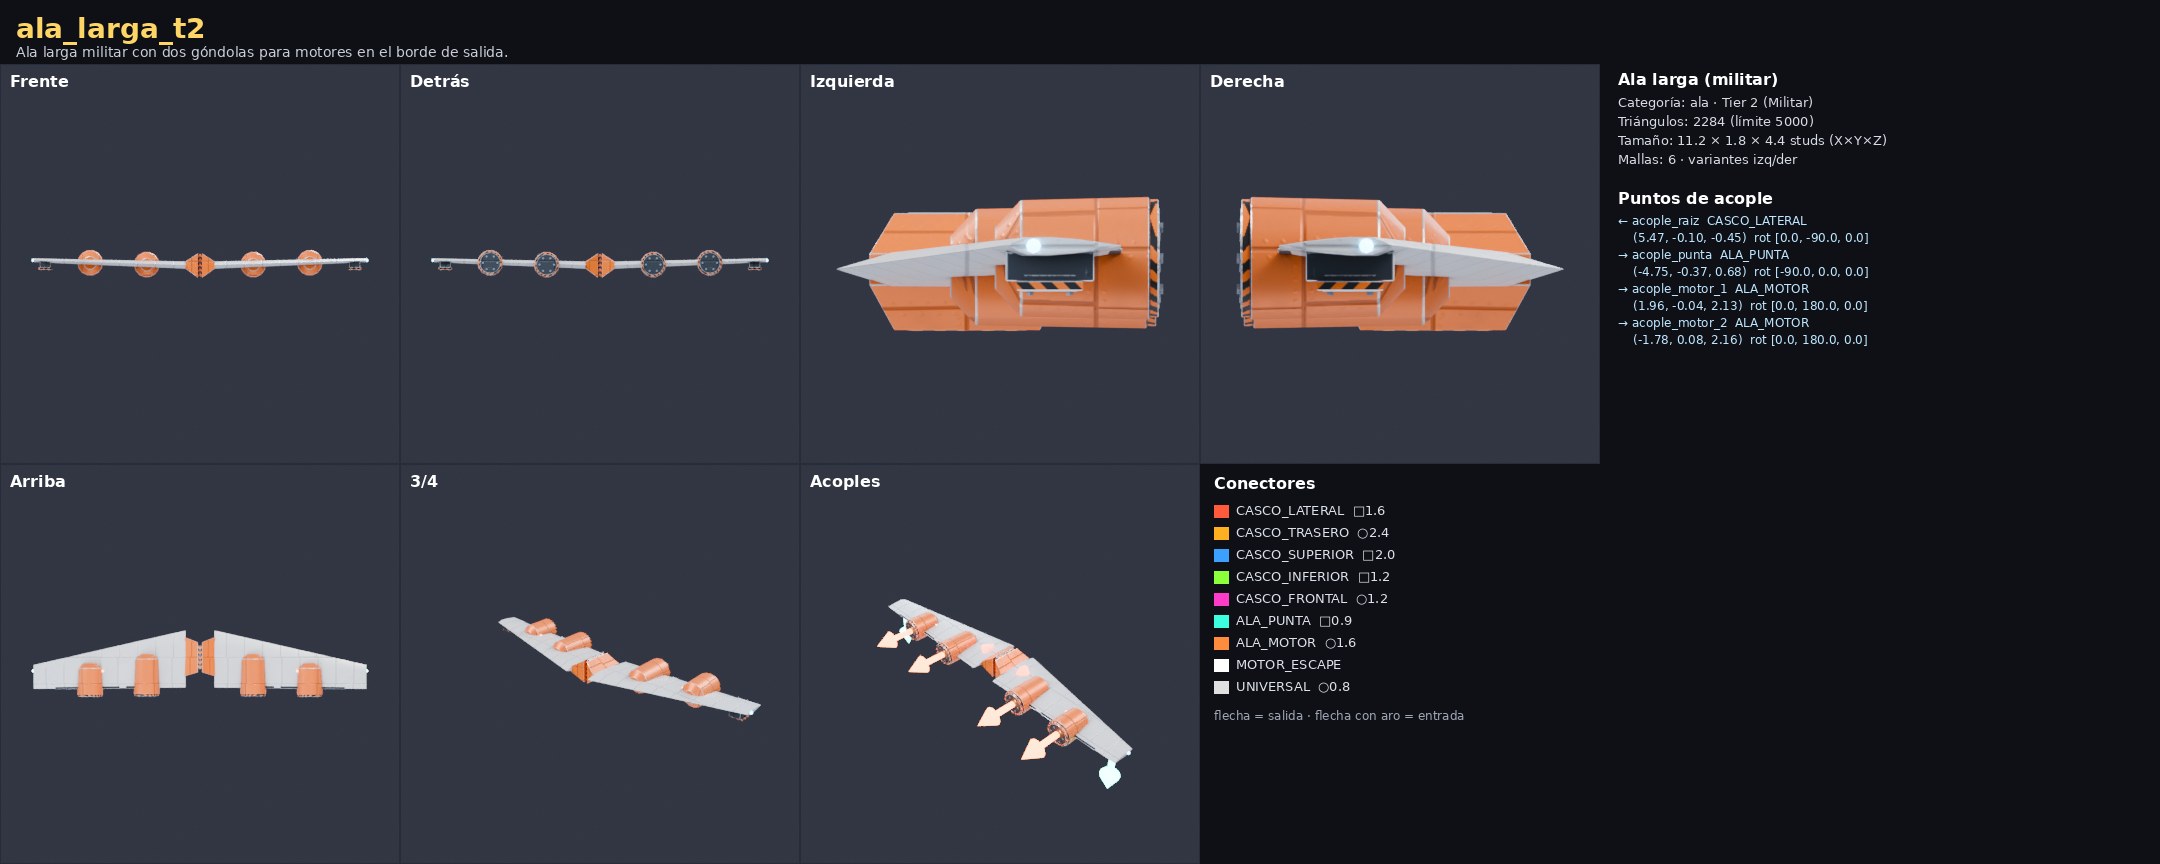 ala_larga_t2
Ala larga militar con dos góndolas para motores en el borde de salida.
Frente
Detrás
Izquierda
Derecha
Ala larga (militar)
Categoría: ala · Tier 2 (Militar)
Triángulos: 2284 (límite 5000)
Tamaño: 11.2 × 1.8 × 4.4 studs (X×Y×Z)
Mallas: 6 · variantes izq/der
Puntos de acople
← acople_raiz CASCO_LATERAL
(5.47, -0.10, -0.45) rot [0.0, -90.0, 0.0]
→ acople_punta ALA_PUNTA
(-4.75, -0.37, 0.68) rot [-90.0, 0.0, 0.0]
→ acople_motor_1 ALA_MOTOR
(1.96, -0.04, 2.13) rot [0.0, 180.0, 0.0]
→ acople_motor_2 ALA_MOTOR
(-1.78, 0.08, 2.16) rot [0.0, 180.0, 0.0]
Arriba
3/4
Acoples
Conectores
CASCO_LATERAL □1.6
CASCO_TRASERO ○2.4
CASCO_SUPERIOR □2.0
CASCO_INFERIOR □1.2
CASCO_FRONTAL ○1.2
ALA_PUNTA □0.9
ALA_MOTOR ○1.6
MOTOR_ESCAPE
UNIVERSAL ○0.8
flecha = salida · flecha con aro = entrada